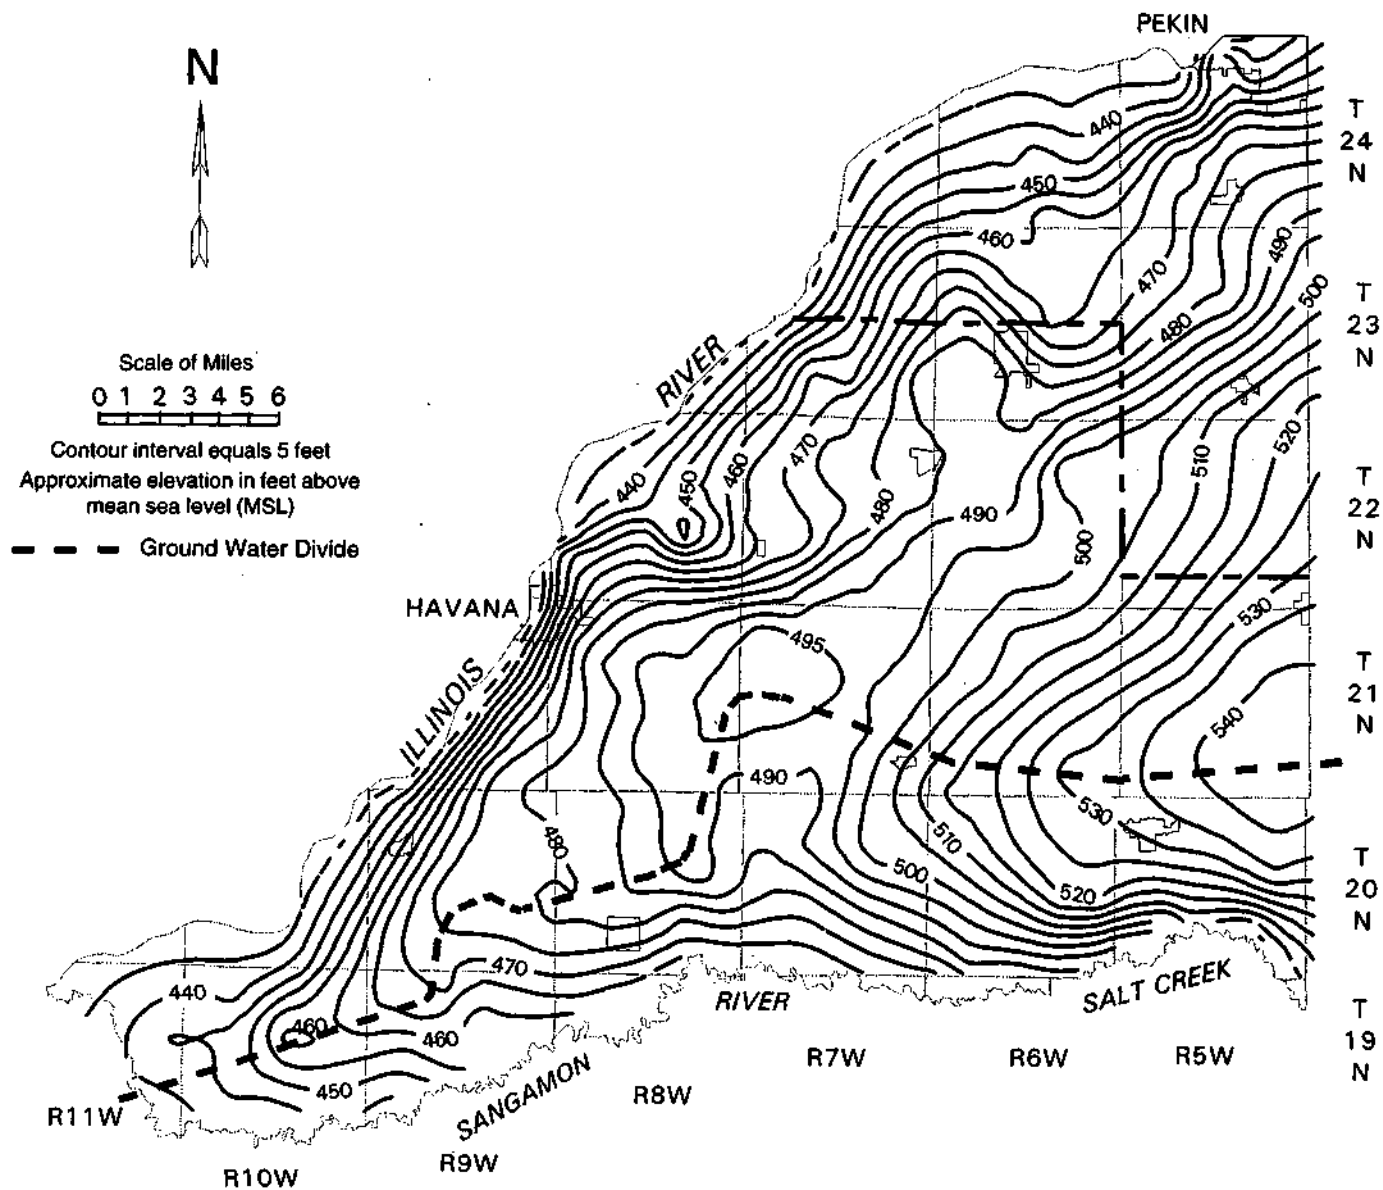 PEKIN
N
T
24
N
440
450
460
470
490
500
480
T
23
N
Scale of Miles
0 1 2 3 4 5 6
Contour interval equals 5 feet
Approximate elevation in feet above
mean sea level (MSL)
Ground Water Divide
RIVER
440
450
460
470
480
490
500
510
520
T
22
N
HAVANA
ILLINOIS
495
530
540
T
21
N
490
480
500
510
520
530
T
20
N
470
440
460
460
450
RIVER
SALT CREEK
SANGAMON
T
19
N
R11W
R10W
R9W
R8W
R7W
R6W
R5W